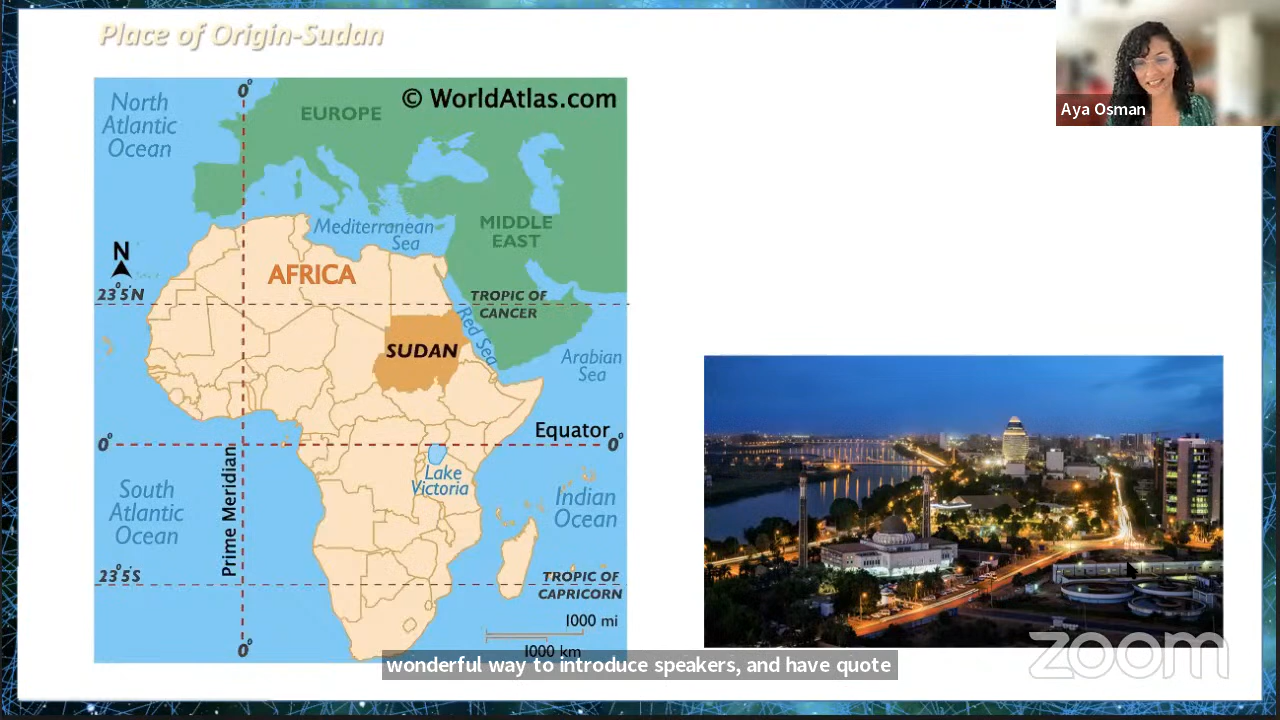 Place of Origin-Sudan
Aya Osman
© WorldAtlas.com
0°
North
Atlantic
Ocean
EUROPE
Mediterranean
Sea
MIDDLE
EAST
N
AFRICA
23°5'N
TROPIC OF
CANCER
Red Sea
SUDAN
Arabian
Sea
Equator
0°
0°
Lake
Victoria
Prime Meridian
South
Atlantic
Ocean
Indian
Ocean
23°5'S
TROPIC OF
CAPRICORN
1000 mi
1000 km
0°
wonderful way to introduce speakers, and have quote
zoom